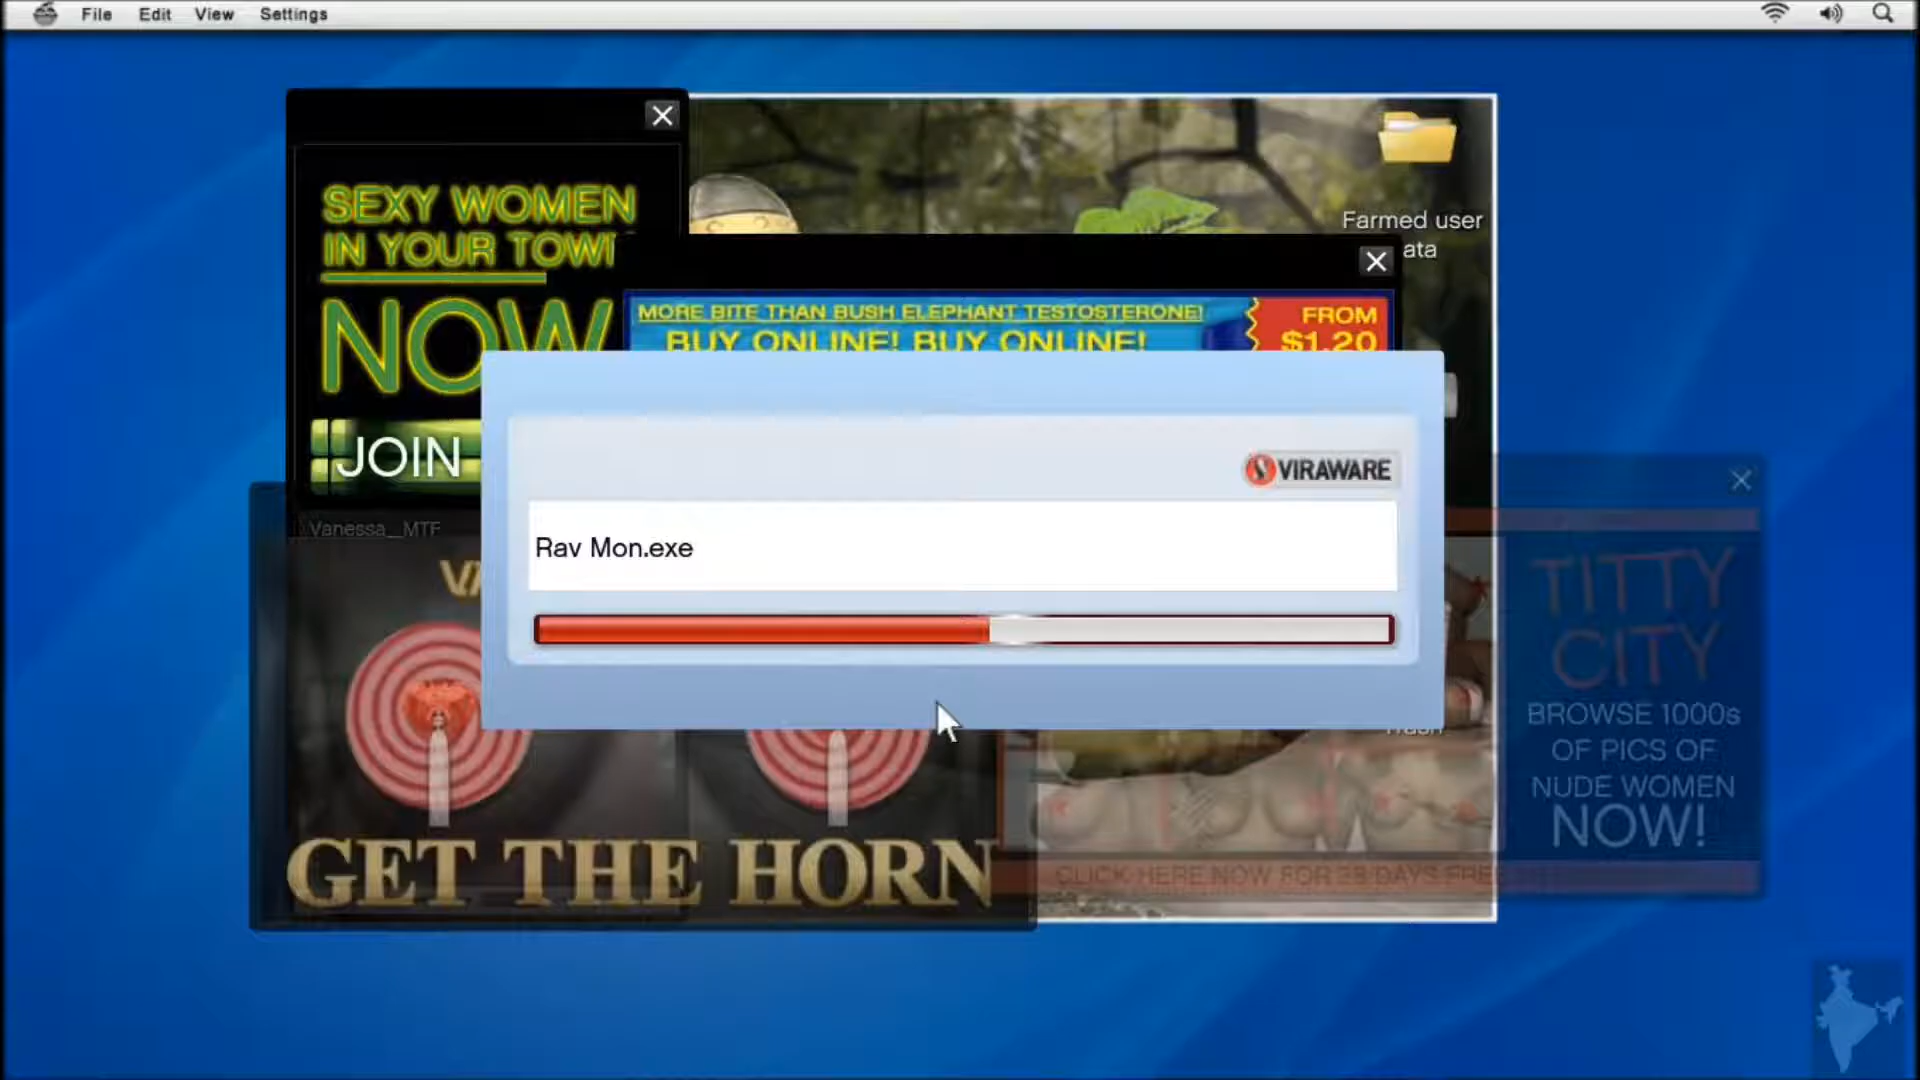 File Edit View Settings
SEXY WOMEN
IN YOUR TOWN
NOW
JOIN
Vanessa_MTF
Farmed user
ata
MORE BITE THAN BUSH ELEPHANT TESTOSTERONE!
BUY ONLINE! BUY ONLINE!
FROM
$1.20
VIRAWARE
Rav Mon.exe
GET THE HORN
Trash
TITTY
CITY
BROWSE 1000s
OF PICS OF
NUDE WOMEN
NOW!
CLICK HERE NOW FOR 28 DAYS FREE